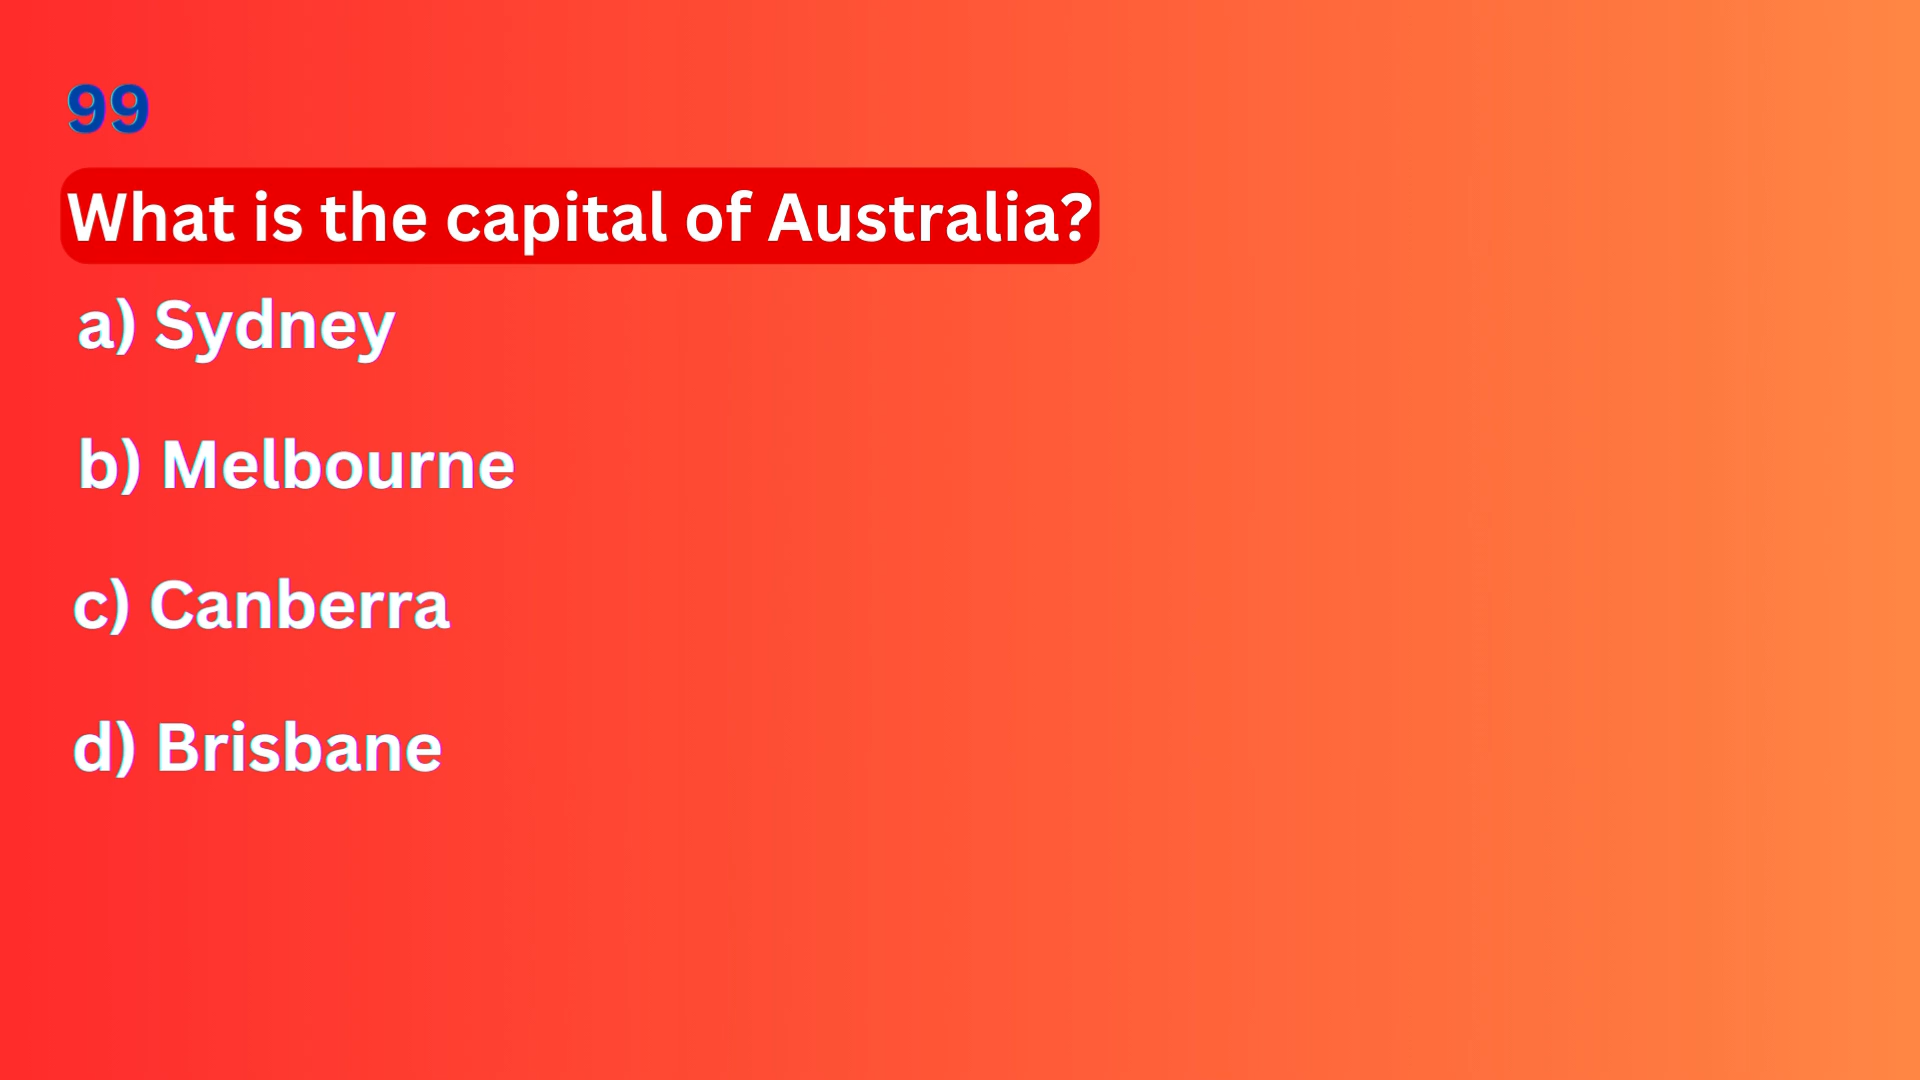 99
What is the capital of Australia?
a) Sydney
b) Melbourne
c) Canberra
d) Brisbane